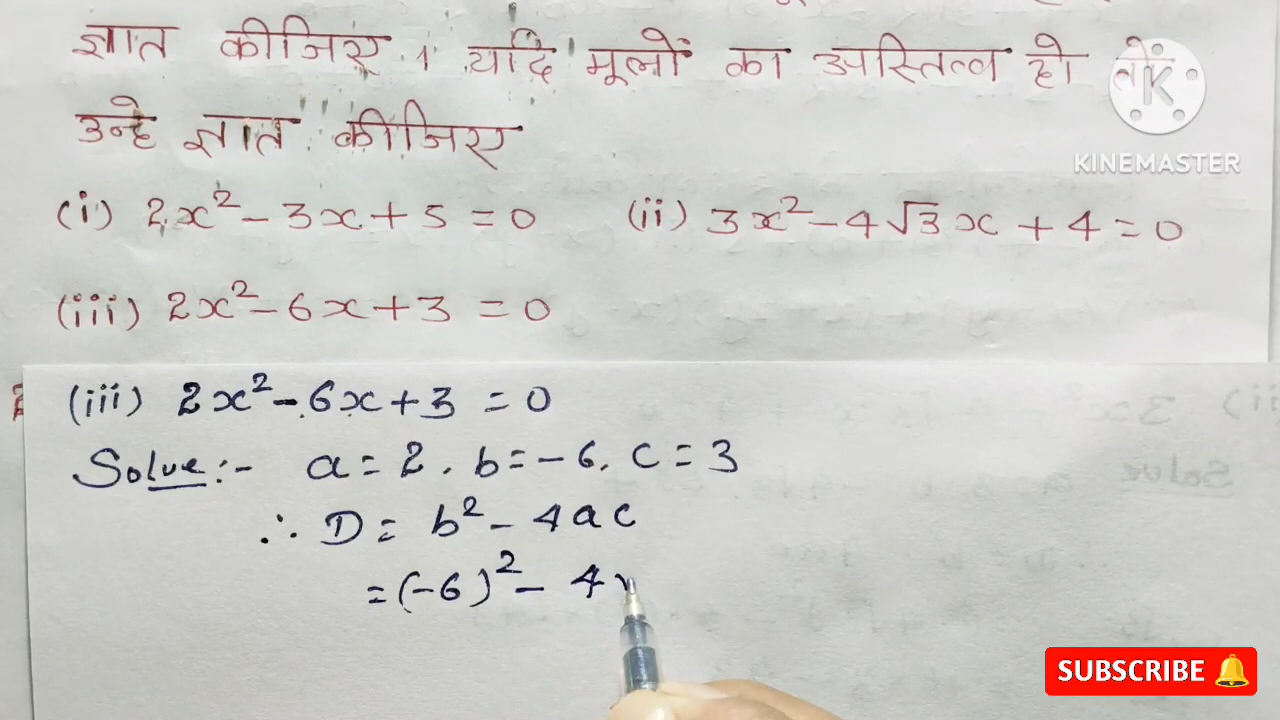 ज्ञात कीजिए । यदि मूलों का अस्तित्व हो तो
उन्हे ज्ञात कीजिए
KINEMASTER
(i) 2x² - 3x + 5 = 0 (ii) 3x² - 4√3x + 4 = 0
(iii) 2x² - 6x + 3 = 0
(iii) 2x² - 6x + 3 = 0
Solve :- a = 2, b = -6, c = 3
∴ D = b² - 4ac
= (-6)² - 4×
SUBSCRIBE